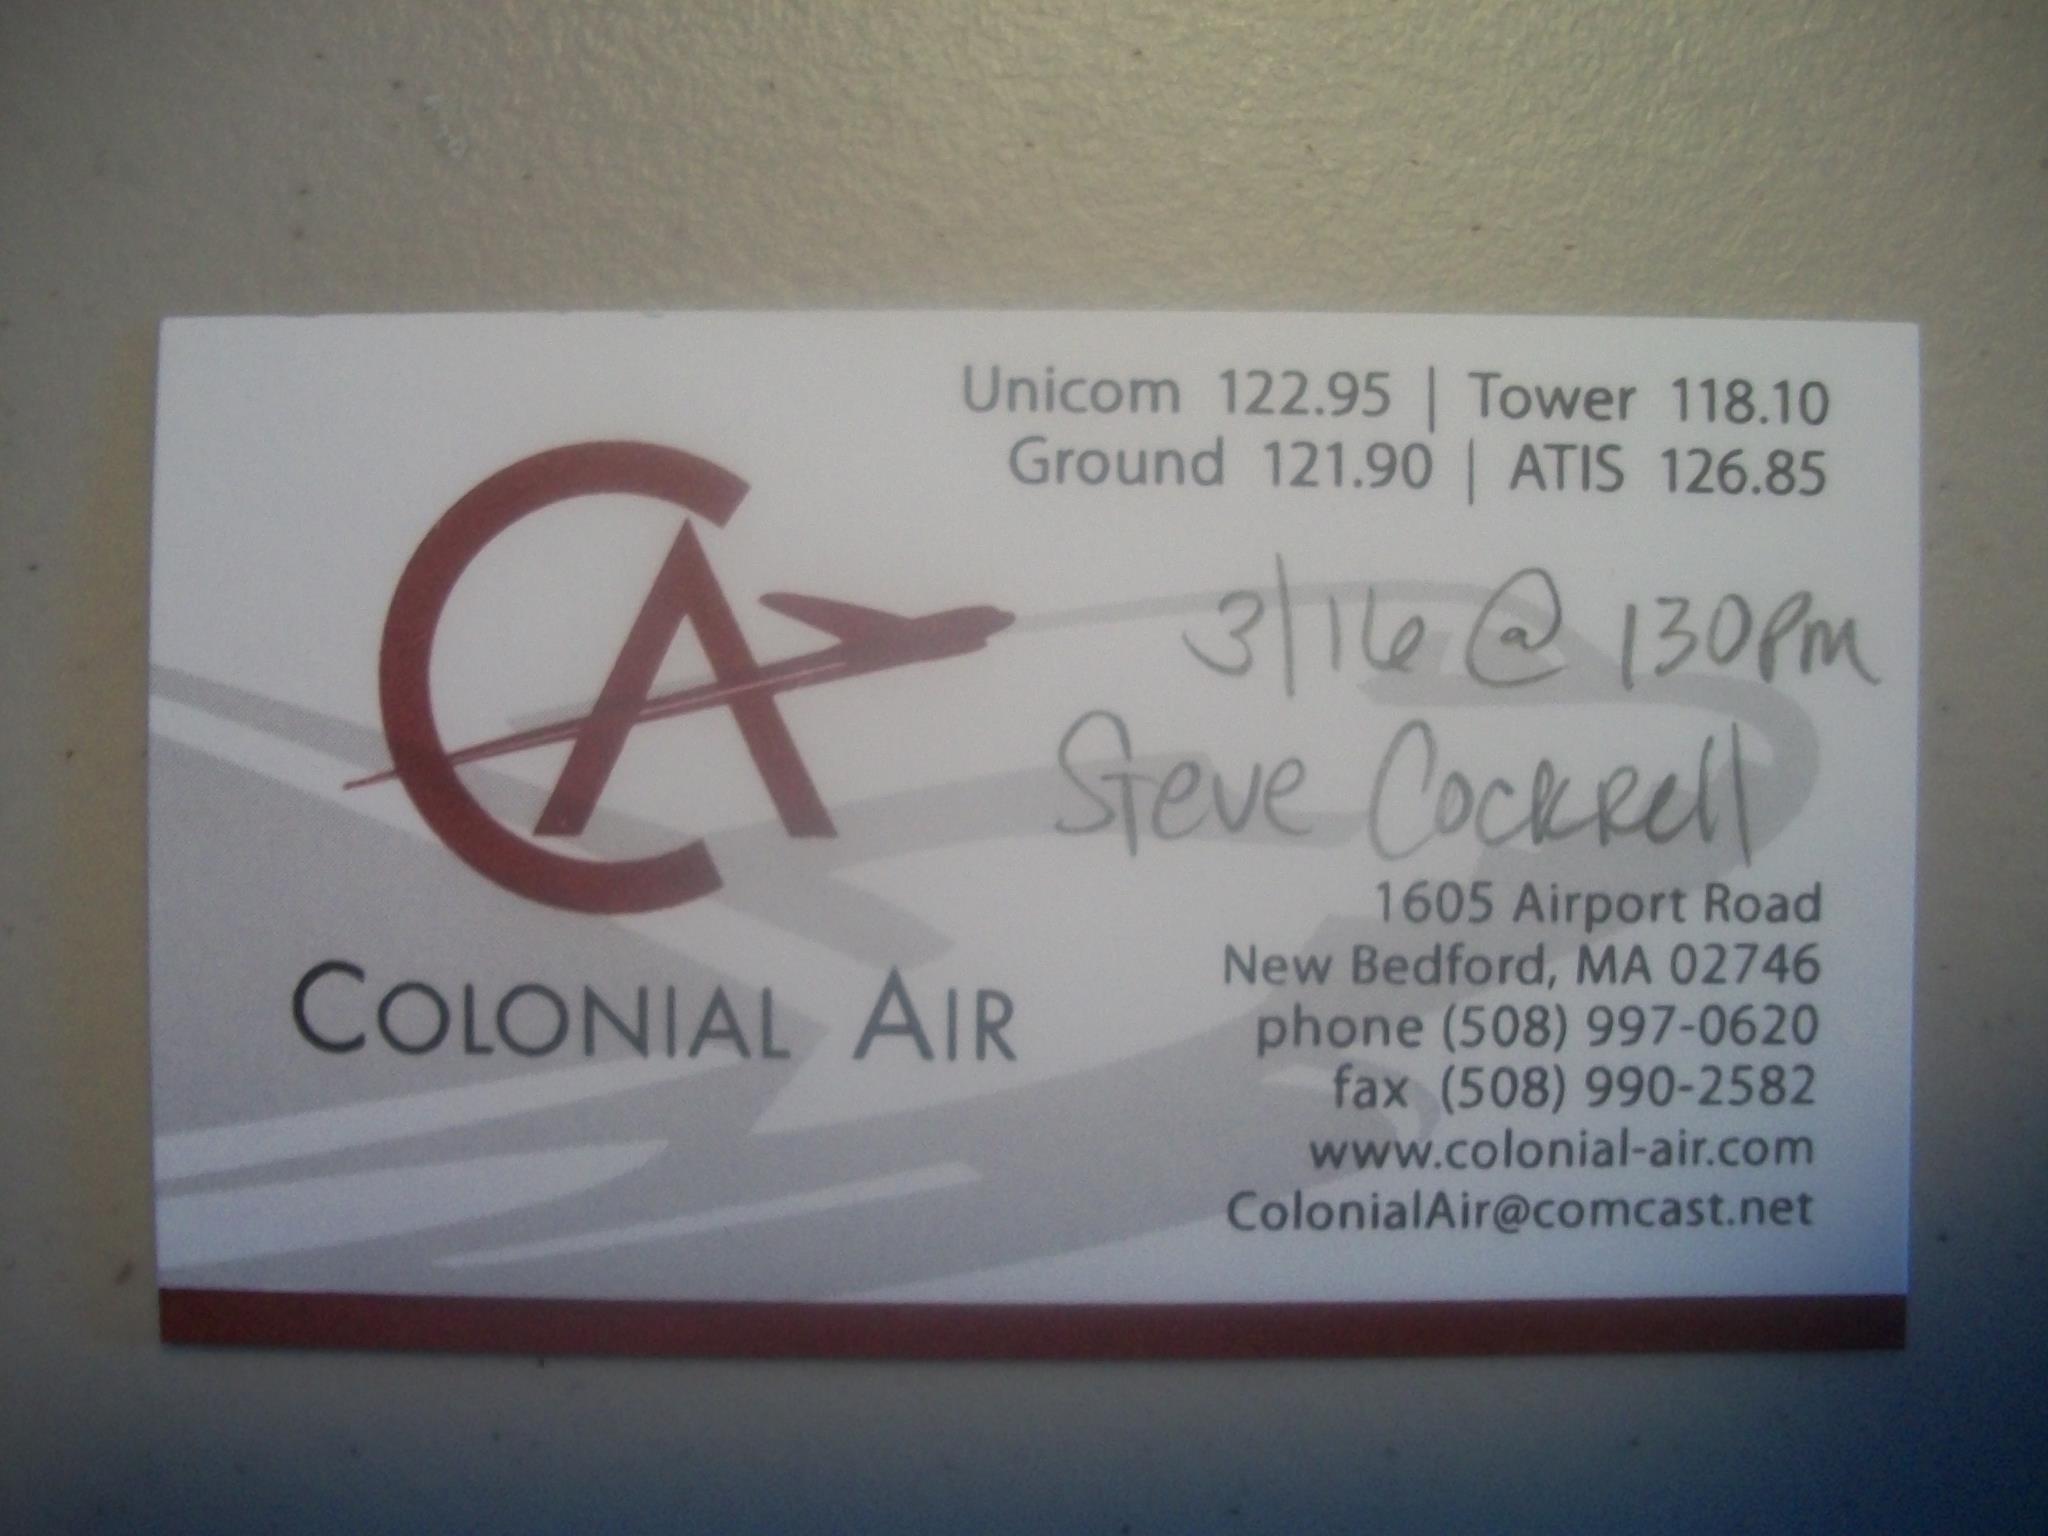 Unicom 122.95 | Tower 118.10
Ground 121.90 | ATIS 126.85
CA
3/16 @ 130pm
Steve Cockrell
COLONIAL AIR
1605 Airport Road
New Bedford, MA 02746
phone (508) 997-0620
fax (508) 990-2582
www.colonial-air.com
ColonialAir@comcast.net